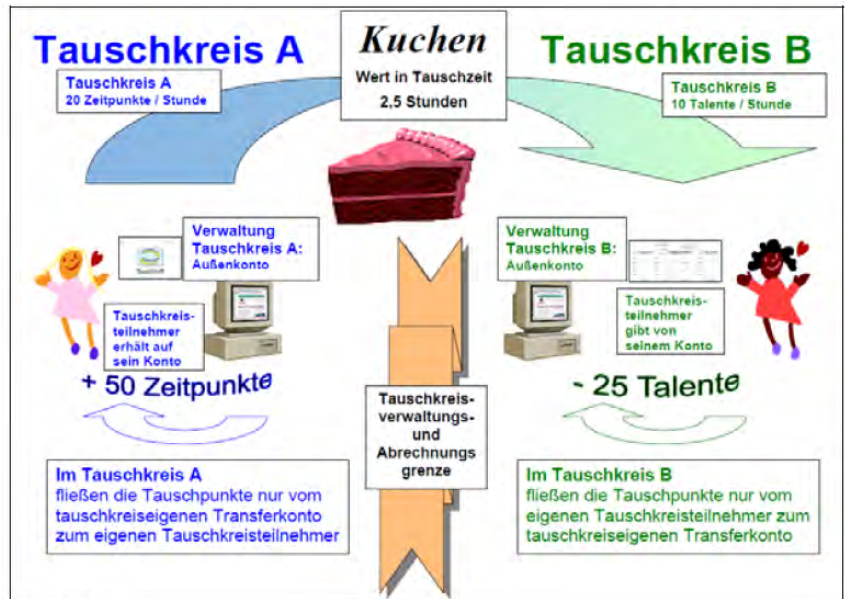 Tauschkreis A
Kuchen
Wert in Tauschzeit
2,5 Stunden
Tauschkreis B
Tauschkreis A
20 Zeitpunkte / Stunde
Tauschkreis B
10 Talente / Stunde
Verwaltung
Tauschkreis A:
Außenkonto
Verwaltung
Tauschkreis B:
Außenkonto
Tauschkreis-
teilnehmer
erhält auf
sein Konto
Tauschkreis-
teilnehmer
gibt von
seinem Konto
+ 50 Zeitpunkte
- 25 Talente
Tauschkreis-
verwaltungs-
und
Abrechnungs
grenze
Im Tauschkreis A
fließen die Tauschpunkte nur vom
tauschkreiseigenen Transferkonto
zum eigenen Tauschkreisteilnehmer
Im Tauschkreis B
fließen die Tauschpunkte nur vom
eigenen Tauschkreisteilnehmer zum
tauschkreiseigenen Transferkonto